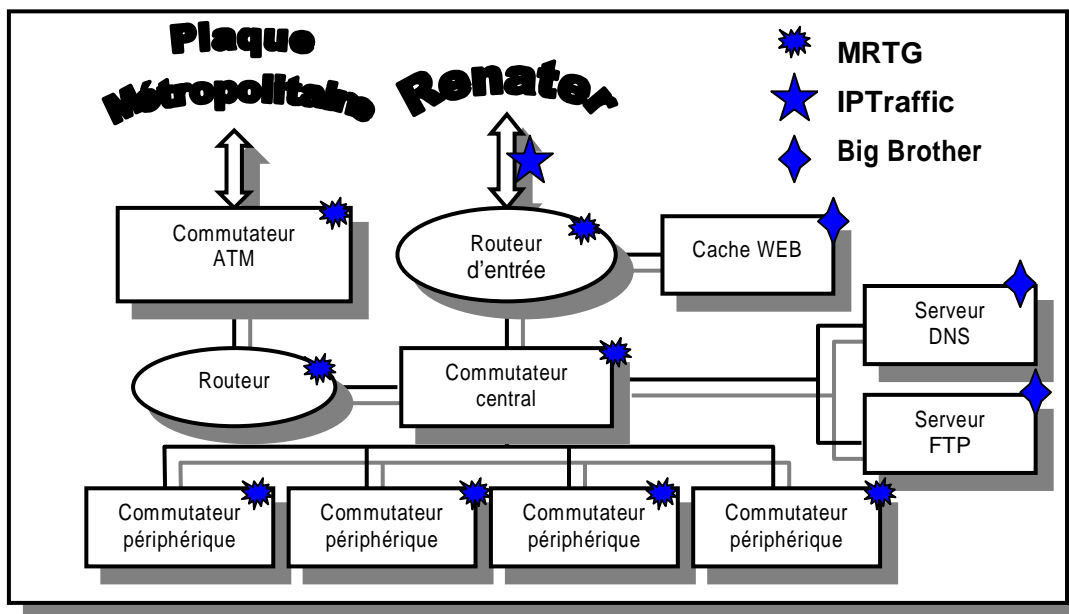 Plaque
Métropolitaine
Renater
MRTG
IPTraffic
Big Brother
Commutateur
ATM
Routeur
d'entrée
Cache WEB
Serveur
DNS
Routeur
Commutateur
central
Serveur
FTP
Commutateur
périphérique
Commutateur
périphérique
Commutateur
périphérique
Commutateur
périphérique